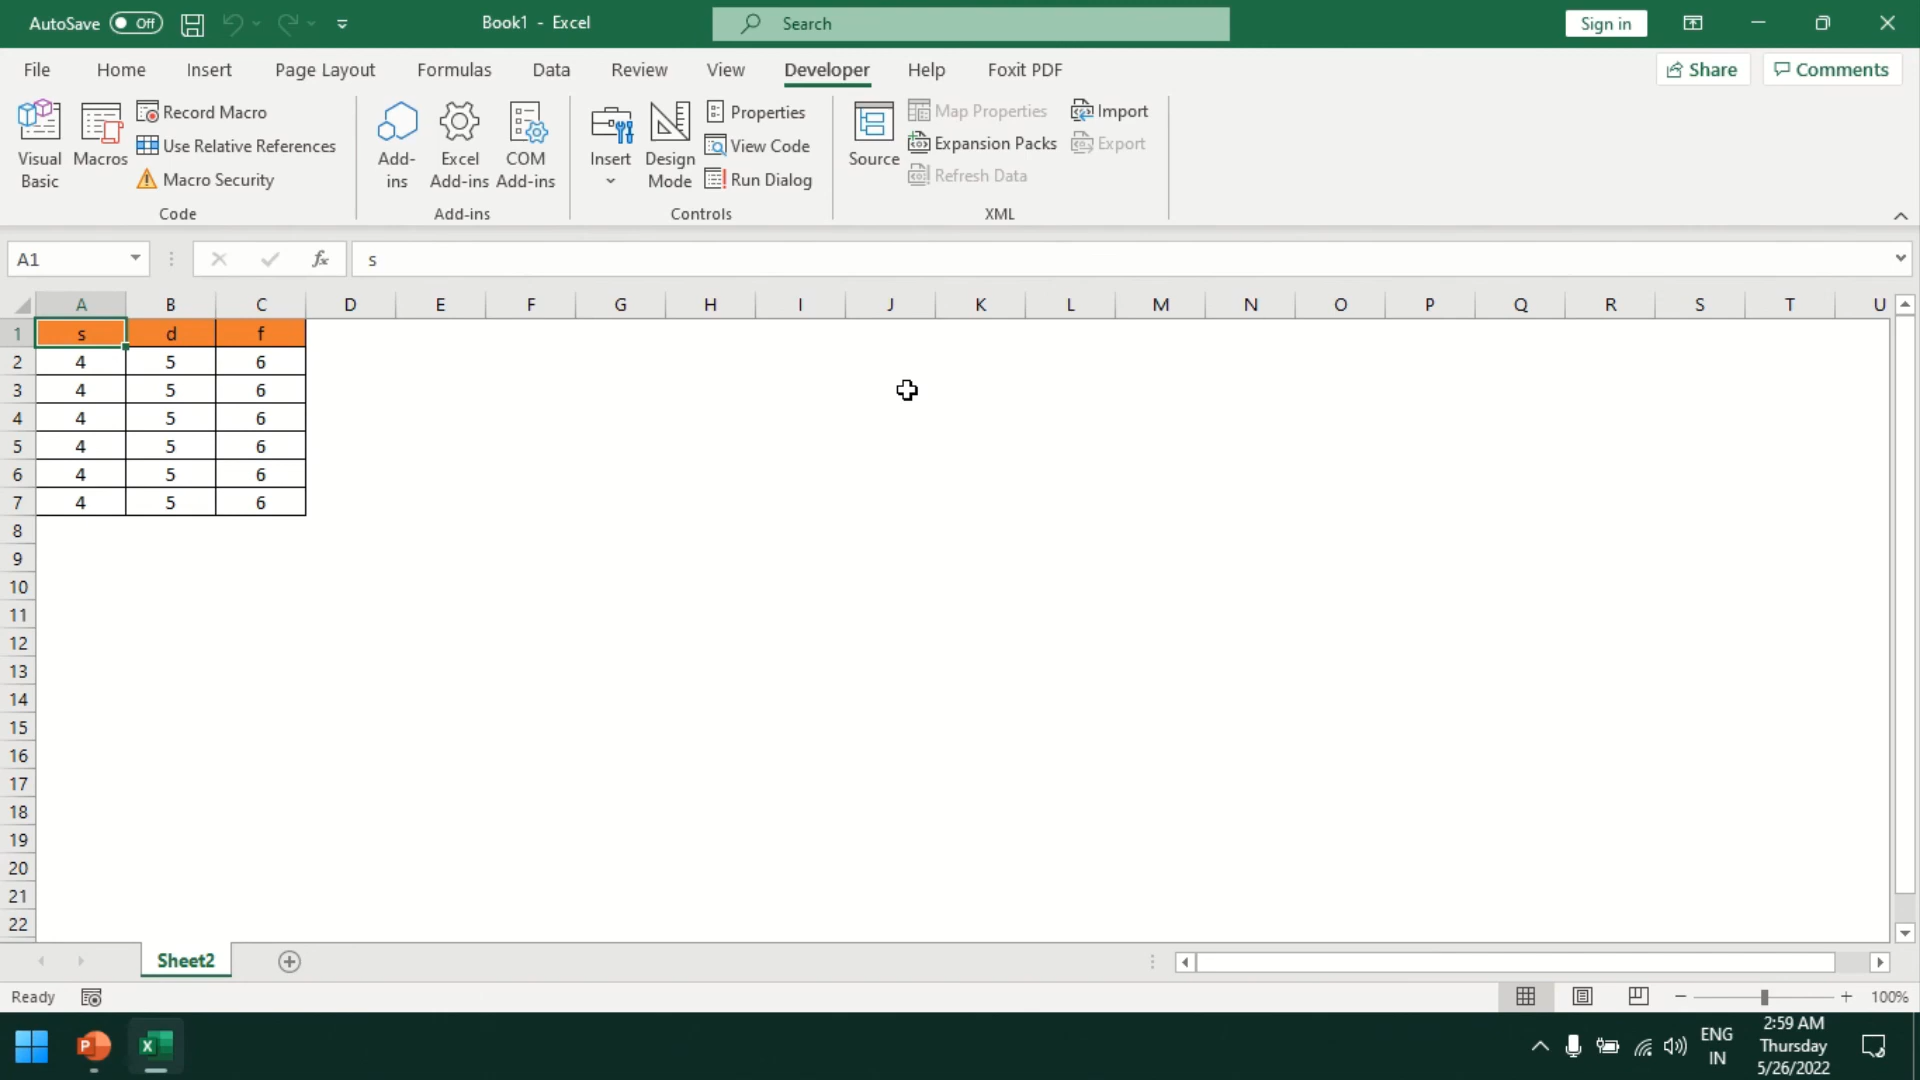 AutoSave Off Book1 - Excel Search Sign in
File Home Insert Page Layout Formulas Data Review View Developer Help Foxit PDF Share Comments
Visual Basic
Macros
Record Macro
Use Relative References
Macro Security
Code
Add-ins
Excel Add-ins
COM Add-ins
Add-ins
Insert
Design Mode
Properties
View Code
Run Dialog
Controls
Source
Map Properties
Expansion Packs
Refresh Data
Import
Export
XML
A1 fx s
A B C D E F G H I J K L M N O P Q R S T U
1 s d f
2 4 5 6
3 4 5 6
4 4 5 6
5 4 5 6
6 4 5 6
7 4 5 6
8
9
10
11
12
13
14
15
16
17
18
19
20
21
22
Sheet2
Ready 100%
P X ENG IN 2:59 AM
Thursday
5/26/2022